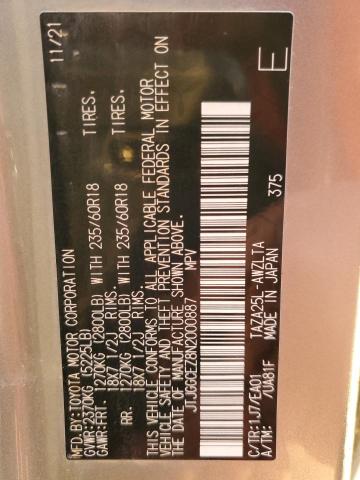 MFD.BY:TOYOTA MOTOR CORPORATION 11/21
GVWR:2370KG (5225LB)
GAWR:FRT. 1270KG (2800LB) WITH 235/60R18 TIRES.
18X7 1/2J RIMS.
RR. 1270KG (2800LB) WITH 235/60R18 TIRES.
18X7 1/2J RIMS.
THIS VEHICLE CONFORMS TO ALL APPLICABLE FEDERAL MOTOR
VEHICLE SAFETY AND THEFT PREVENTION STANDARDS IN EFFECT ON
THE DATE OF MANUFACTURE SHOWN ABOVE.
MPV
C/TR:1J7/EA01 TAZA25L-AWZLTA
A/TM: /UA81F MADE IN JAPAN
375
E